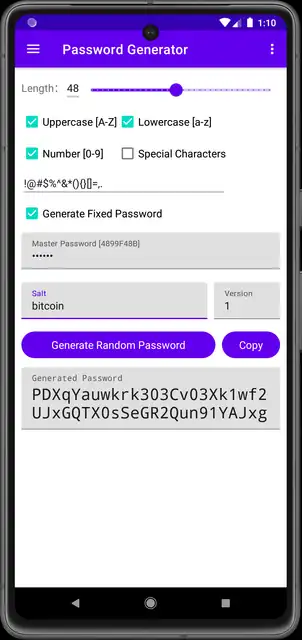 1:10
Password Generator
Length: 48
Uppercase [A-Z] Lowercase [a-z]
Number [0-9] Special Characters
!@#$%^&*(){}[]=,.
Generate Fixed Password
Master Password [4899F48B]
••••••
Salt Version
bitcoin 1
Generate Random Password Copy
Generated Password
PDXqYauwkrk303Cv03Xk1wf2
UJxGQTX0sSeGR2Qun91YAJxg